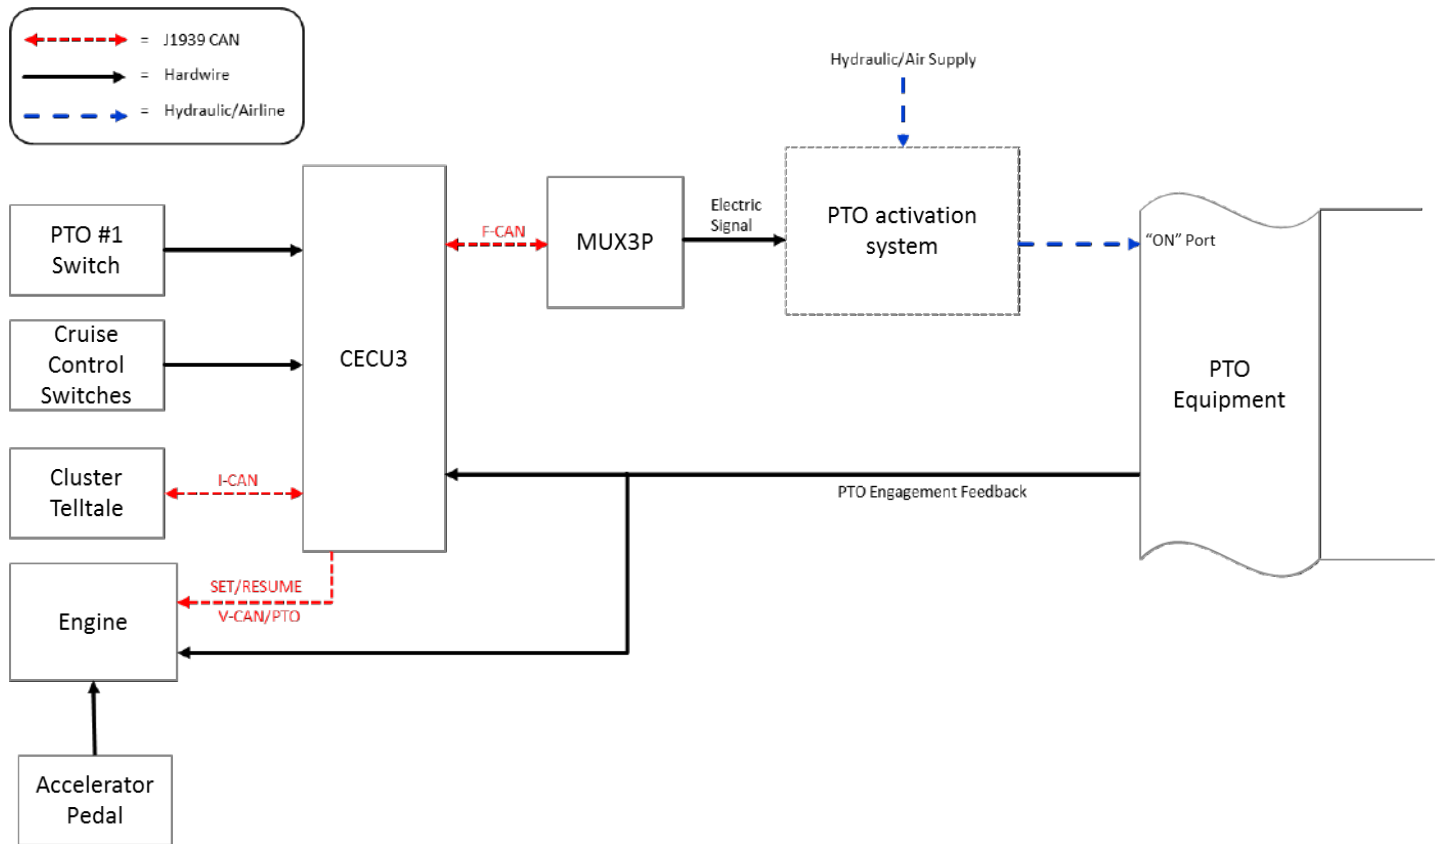 = J1939 CAN
= Hardwire
= Hydraulic/Airline
Hydraulic/Air Supply
PTO #1
Switch
Cruise
Control
Switches
Cluster
Telltale
Engine
Accelerator
Pedal
CECU3
I-CAN
SET/RESUME
V-CAN/PTO
F-CAN
MUX3P
Electric
Signal
PTO activation
system
"ON" Port
PTO
Equipment
PTO Engagement Feedback